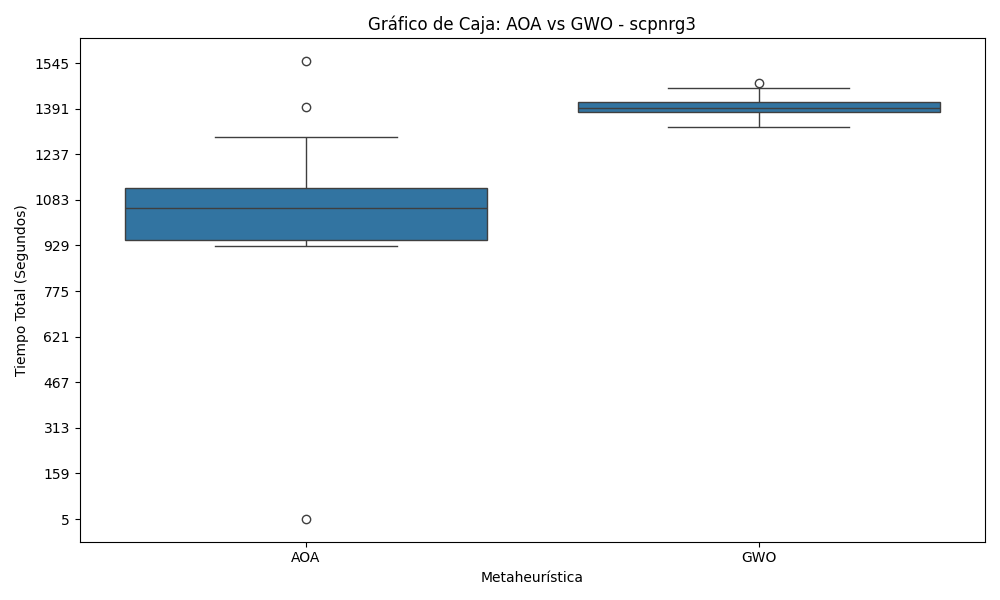 Gráfico de Caja: AOA vs GWO - scpnrg3
Tiempo Total (Segundos)
1545
1391
1237
1083
929
775
621
467
313
159
5
AOA
GWO
Metaheurística